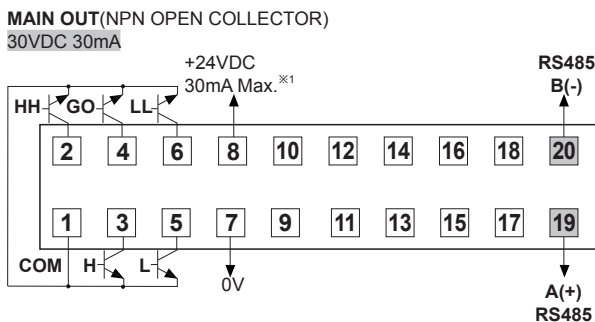 MAIN OUT(NPN OPEN COLLECTOR)
30VDC 30mA
+24VDC
30mA Max.※1
RS485
B(-)
HH GO LL
2 4 6 8 10 12 14 16 18 20
1 3 5 7 9 11 13 15 17 19
COM H L
0V
A(+)
RS485